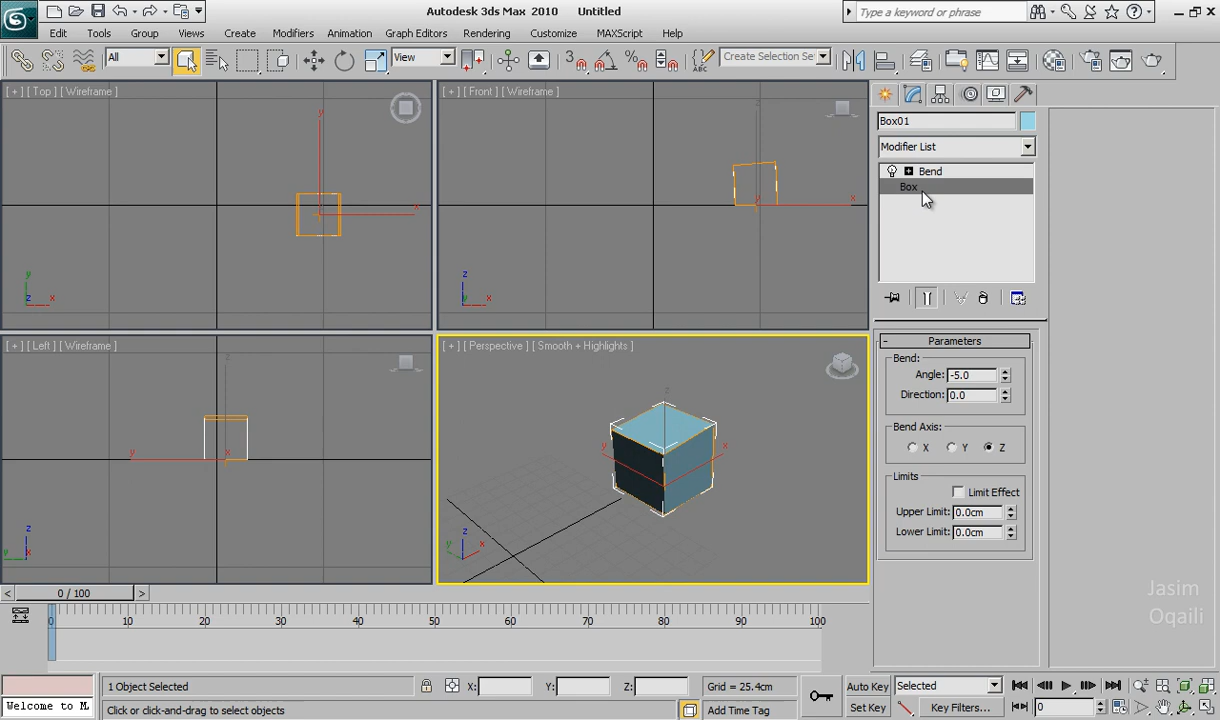 Autodesk 3ds Max 2010 Untitled
Type a keyword or phrase
Edit Tools Group Views Create Modifiers Animation Graph Editors Rendering Customize MAXScript Help
All
View
3
ABC
Create Selection Se
[ + ] [ Top ] [ Wireframe ]
[ + ] [ Front ] [ Wireframe ]
y
x
y
z x
z
y
x
z
y x
[ + ] [ Left ] [ Wireframe ]
[ + ] [ Perspective ] [ Smooth + Highlights ]
z
y
x
z
y x
z
y
x
z
y x
Box01
Modifier List
Bend
Box
Parameters
Bend:
Angle: -5.0
Direction: 0.0
Bend Axis:
X Y Z
Limits
Limit Effect
Upper Limit: 0.0cm
Lower Limit: 0.0cm
Jasim
Oqaili
< 0 / 100 >
0 10 20 30 40 50 60 70 80 90 100
1 Object Selected
X: Y: Z:
Grid = 25.4cm
Auto Key
Selected
Welcome to MA
Click or click-and-drag to select objects
Add Time Tag
Set Key
Key Filters...
0